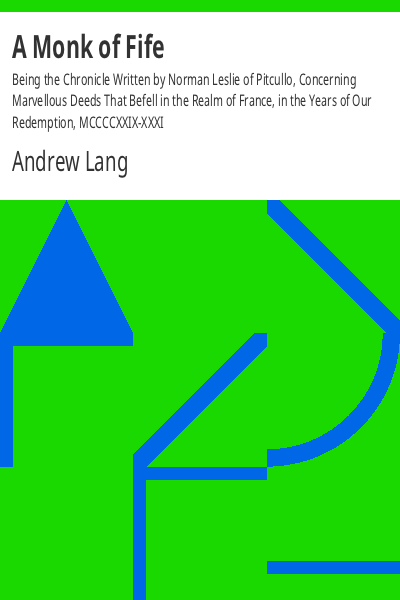 A Monk of Fife
Being the Chronicle Written by Norman Leslie of Pitcullo, Concerning
Marvellous Deeds That Befell in the Realm of France, in the Years of Our
Redemption, MCCCCXXIX-XXXI
Andrew Lang